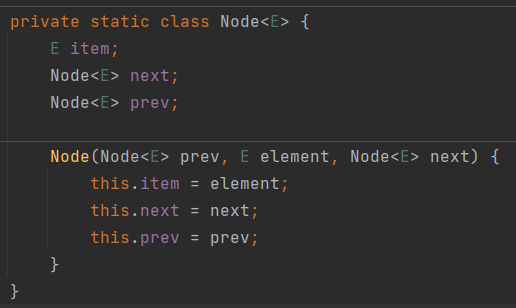 private static class Node<E> {
    E item;
    Node<E> next;
    Node<E> prev;

    Node(Node<E> prev, E element, Node<E> next) {
        this.item = element;
        this.next = next;
        this.prev = prev;
    }
}